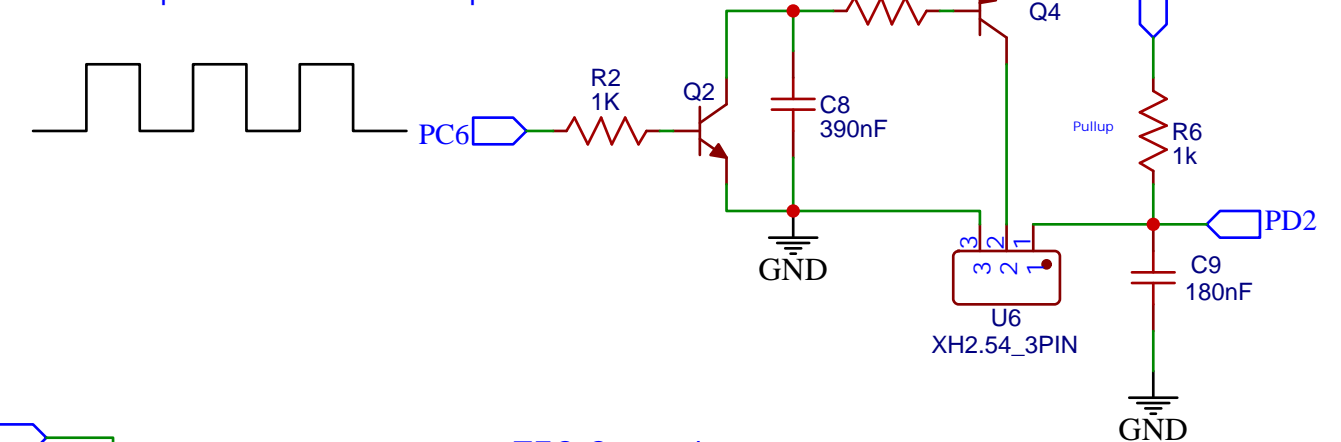 Q4
R2
1K
Q2
C8
390nF
PC6
Pullup
R6
1k
PD2
3 2 1
3 2 1
GND
C9
180nF
U6
XH2.54_3PIN
GND